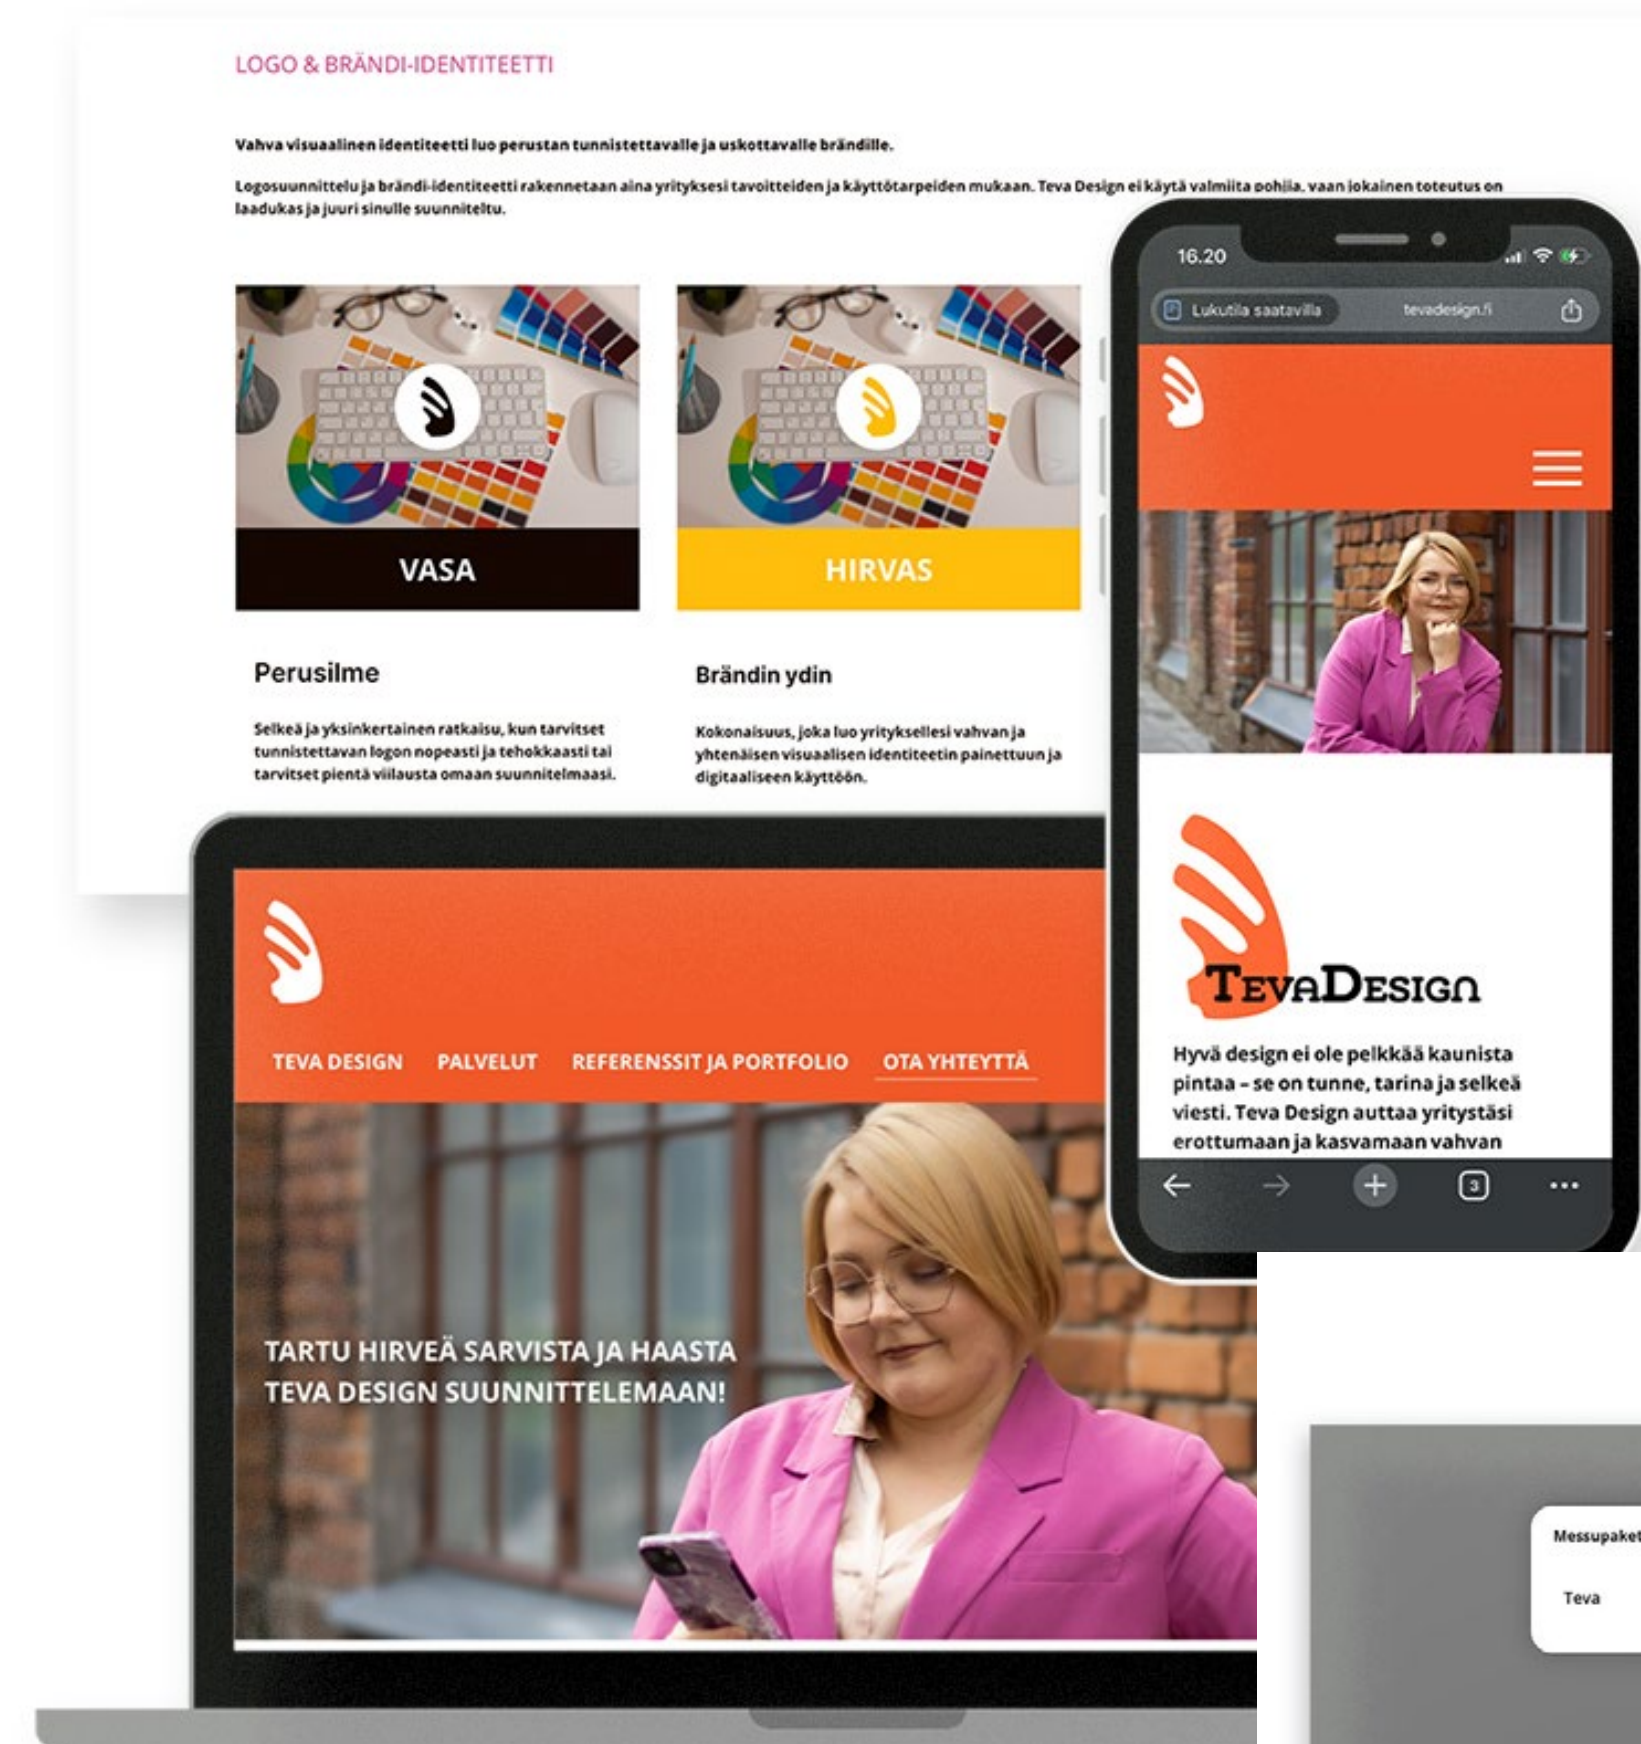 LOGO & BRÄNDI-IDENTITEETTI
Vahva visuaalinen identiteetti luo perustan tunnistettavalle ja uskottavalle brändille.
Logosuunnittelu ja brändi-identiteetti rakennetaan aina yrityksesi tavoitteiden ja käyttötarpeiden mukaan. Teva Design ei käytä valmiita pohjia, vaan jokainen toteutus on
laadukas ja juuri sinulle suunniteltu.
VASA
HIRVAS
Perusilme
Selkeä ja yksinkertainen ratkaisu, kun tarvitset
tunnistettavan logon nopeasti ja tehokkaasti tai
tarvitset pientä viilausta omaan suunnitelmaasi.
Brändin ydin
Kokonaisuus, joka luo yrityksellesi vahvan ja
yhtenäisen visuaalisen identiteetin painettuun ja
digitaaliseen käyttöön.
16.20
Lukutila saatavilla
tevadesign.fi
TEVADESIGN
Hyvä design ei ole pelkkää kaunista
pintaa – se on tunne, tarina ja selkeä
viesti. Teva Design auttaa yritystäsi
erottumaan ja kasvamaan vahvan
3
TEVA DESIGN PALVELUT REFERENSSIT JA PORTFOLIO OTA YHTEYTTÄ
TARTU HIRVEÄ SARVISTA JA HAASTA
TEVA DESIGN SUUNNITTELEMAAN!
Messupaket
Teva